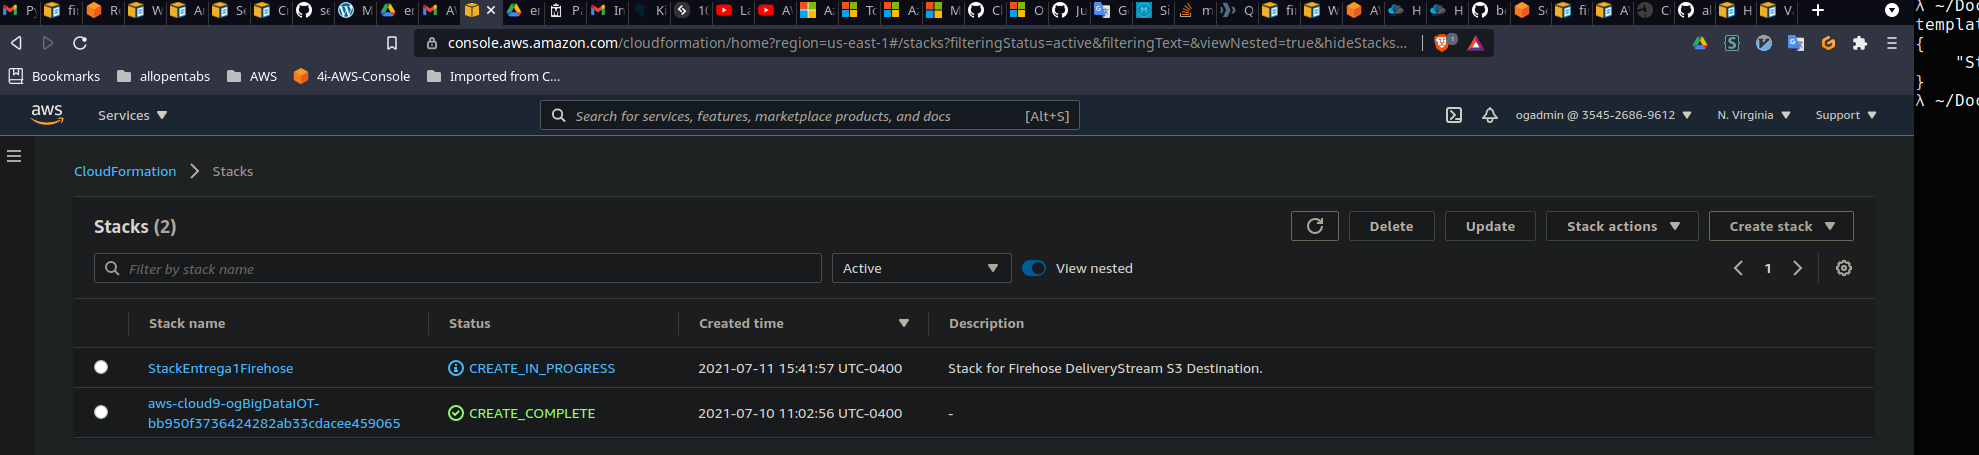 console.aws.amazon.com/cloudformation/home?region=us-east-1#/stacks?filteringStatus=active&filteringText=&viewNested=true&hideStacks...
Bookmarks allopentabs AWS 4i-AWS-Console Imported from C...
aws Services Search for services, features, marketplace products, and docs [Alt+S] ogadmin @ 3545-2686-9612 N. Virginia Support
CloudFormation Stacks
Stacks (2) Delete Update Stack actions Create stack
Filter by stack name Active View nested 1
Stack name Status Created time Description
StackEntrega1Firehose CREATE_IN_PROGRESS 2021-07-11 15:41:57 UTC-0400 Stack for Firehose DeliveryStream S3 Destination.
aws-cloud9-ogBigDataIOT-
bb950f3736424282ab33cdacee459065 CREATE_COMPLETE 2021-07-10 11:02:56 UTC-0400 -
λ ~/Doc
templat
{
"St
}
λ ~/Doc